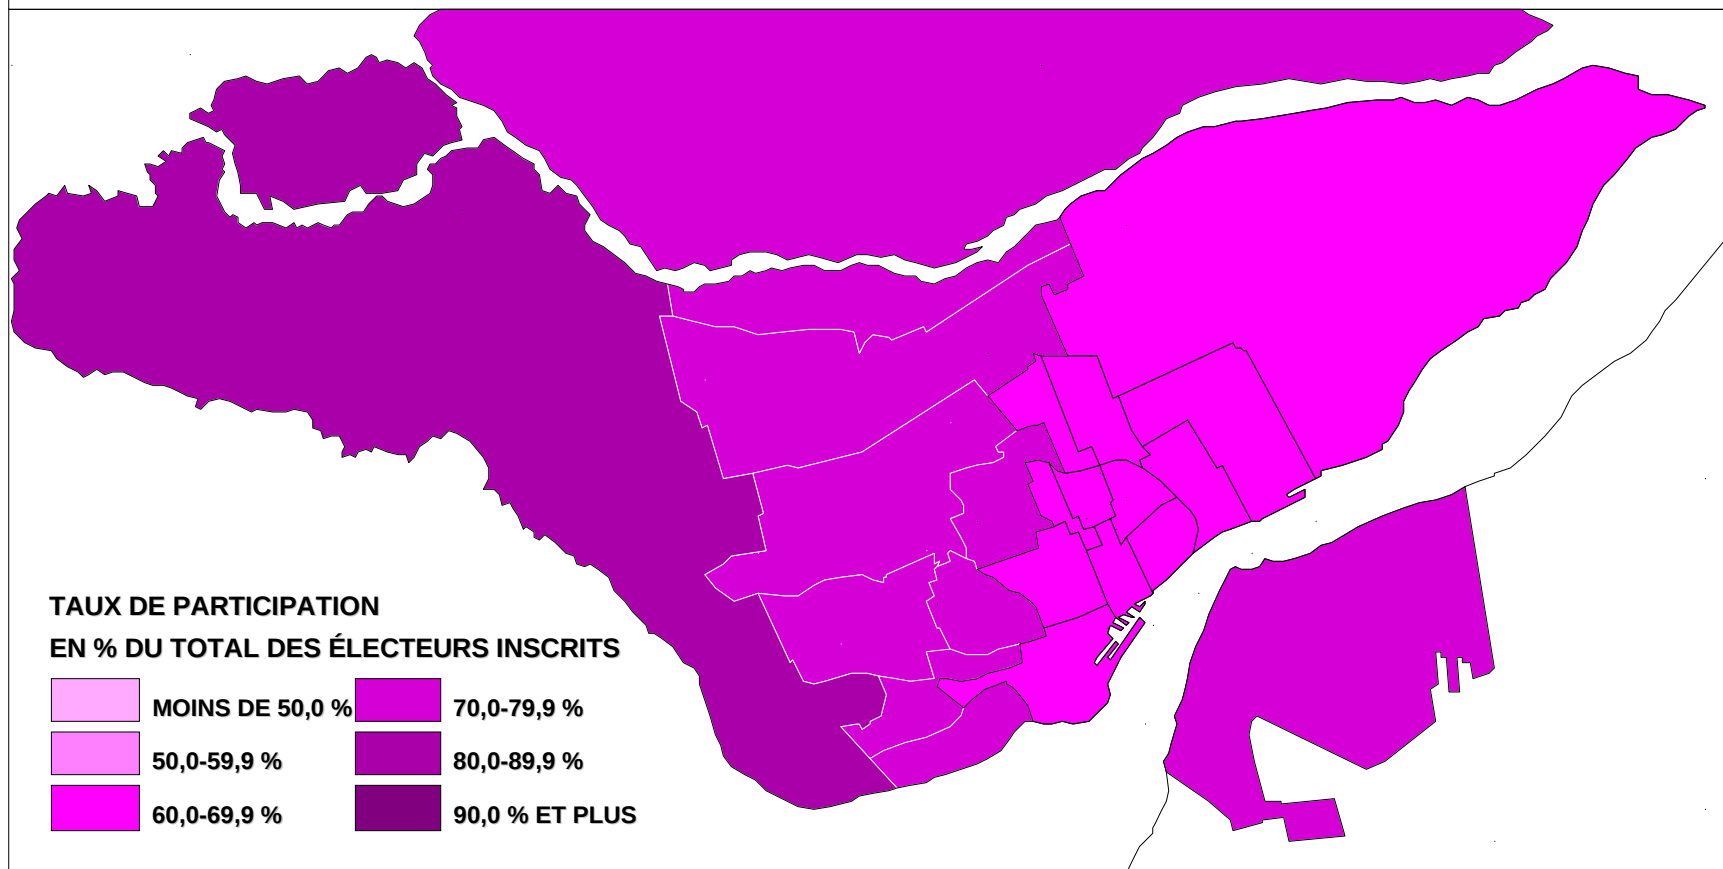 TAUX DE PARTICIPATION
EN % DU TOTAL DES ÉLECTEURS INSCRITS
MOINS DE 50,0 %
50,0-59,9 %
60,0-69,9 %
70,0-79,9 %
80,0-89,9 %
90,0 % ET PLUS